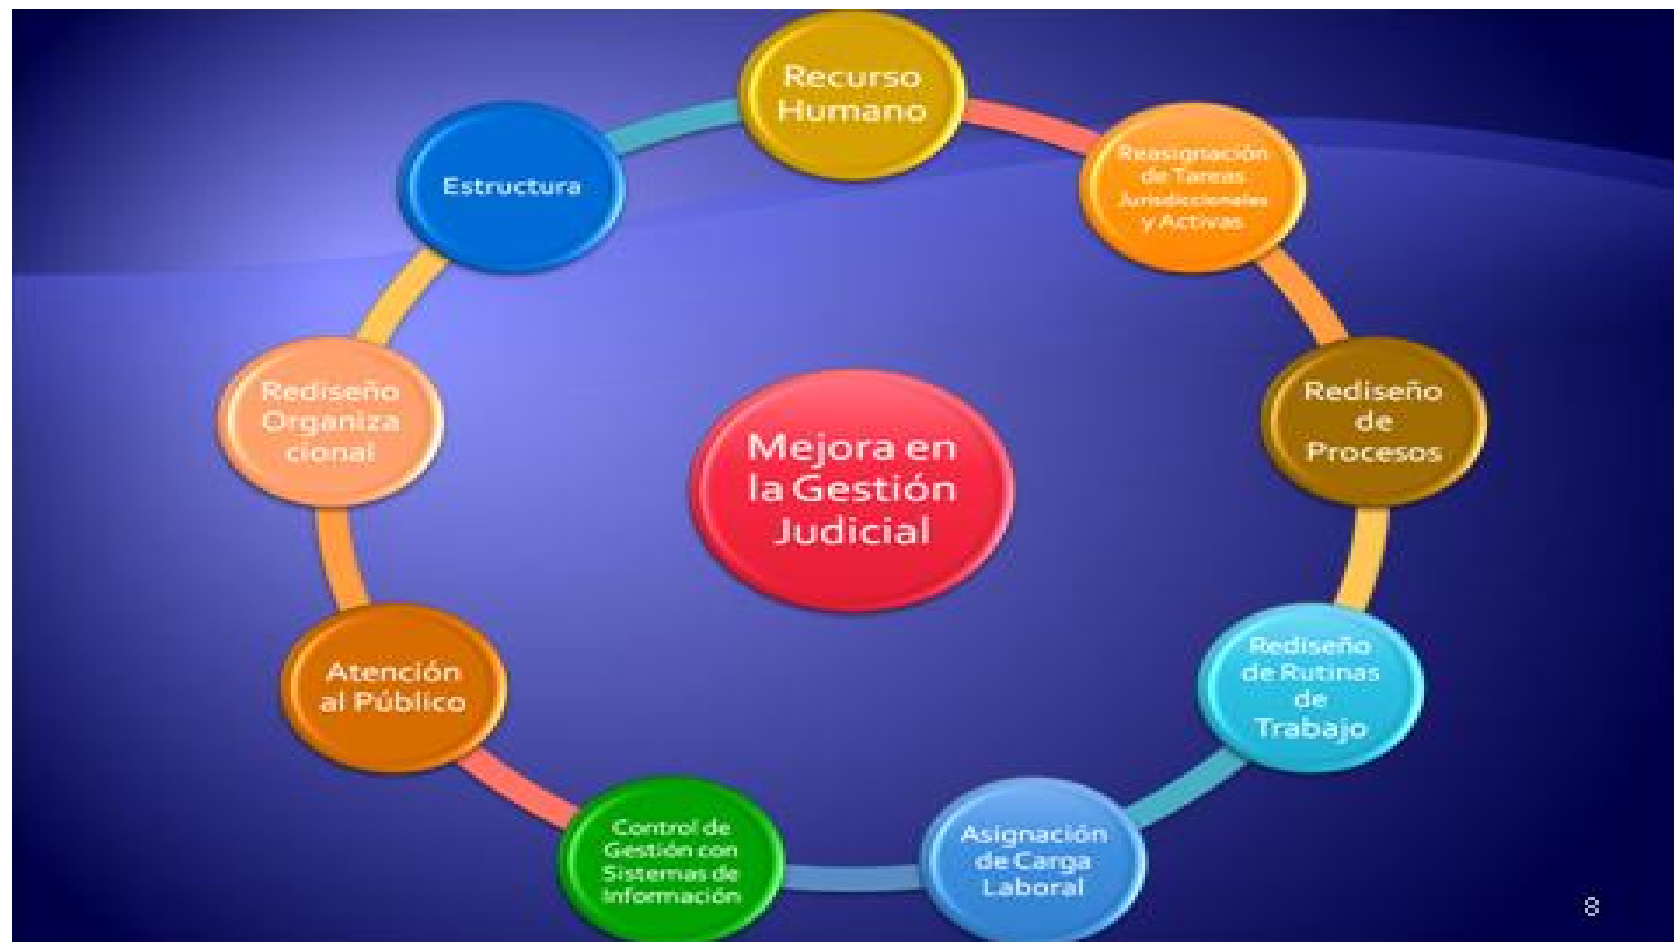 Recurso
Humano
Reasignación
de Tareas
Jurisdiccionales
y Activas
Rediseño
de
Procesos
Rediseño
de Rutinas
de
Trabajo
Asignación
de Carga
Laboral
Control de
Gestión con
Sistemas de
Información
Atención
al Público
Rediseño
Organiza
cional
Estructura
Mejora en
la Gestión
Judicial
8